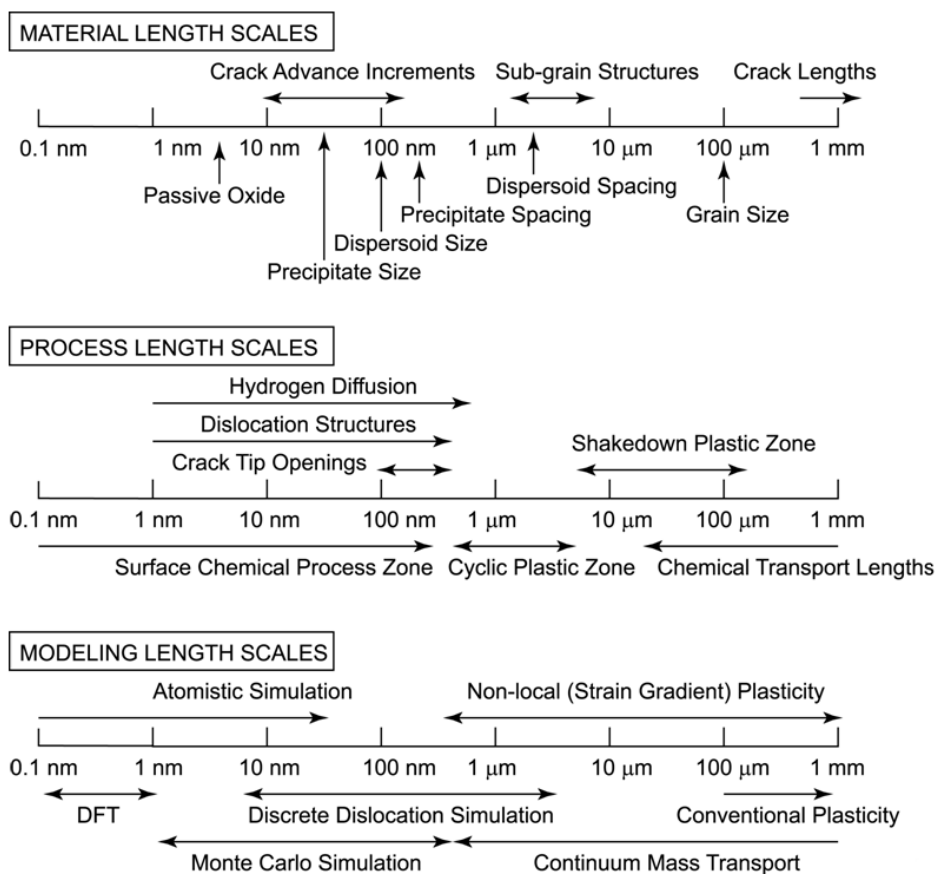 MATERIAL LENGTH SCALES
Crack Advance Increments Sub-grain Structures Crack Lengths
0.1 nm 1 nm 10 nm 100 nm 1 μm 10 μm 100 μm 1 mm
Passive Oxide Dispersoid Spacing
Precipitate Spacing Grain Size
Dispersoid Size
Precipitate Size
PROCESS LENGTH SCALES
Hydrogen Diffusion
Dislocation Structures
Shakedown Plastic Zone
Crack Tip Openings
0.1 nm 1 nm 10 nm 100 nm 1 μm 10 μm 100 μm 1 mm
Surface Chemical Process Zone Cyclic Plastic Zone Chemical Transport Lengths
MODELING LENGTH SCALES
Atomistic Simulation Non-local (Strain Gradient) Plasticity
0.1 nm 1 nm 10 nm 100 nm 1 μm 10 μm 100 μm 1 mm
DFT Discrete Dislocation Simulation Conventional Plasticity
Monte Carlo Simulation Continuum Mass Transport